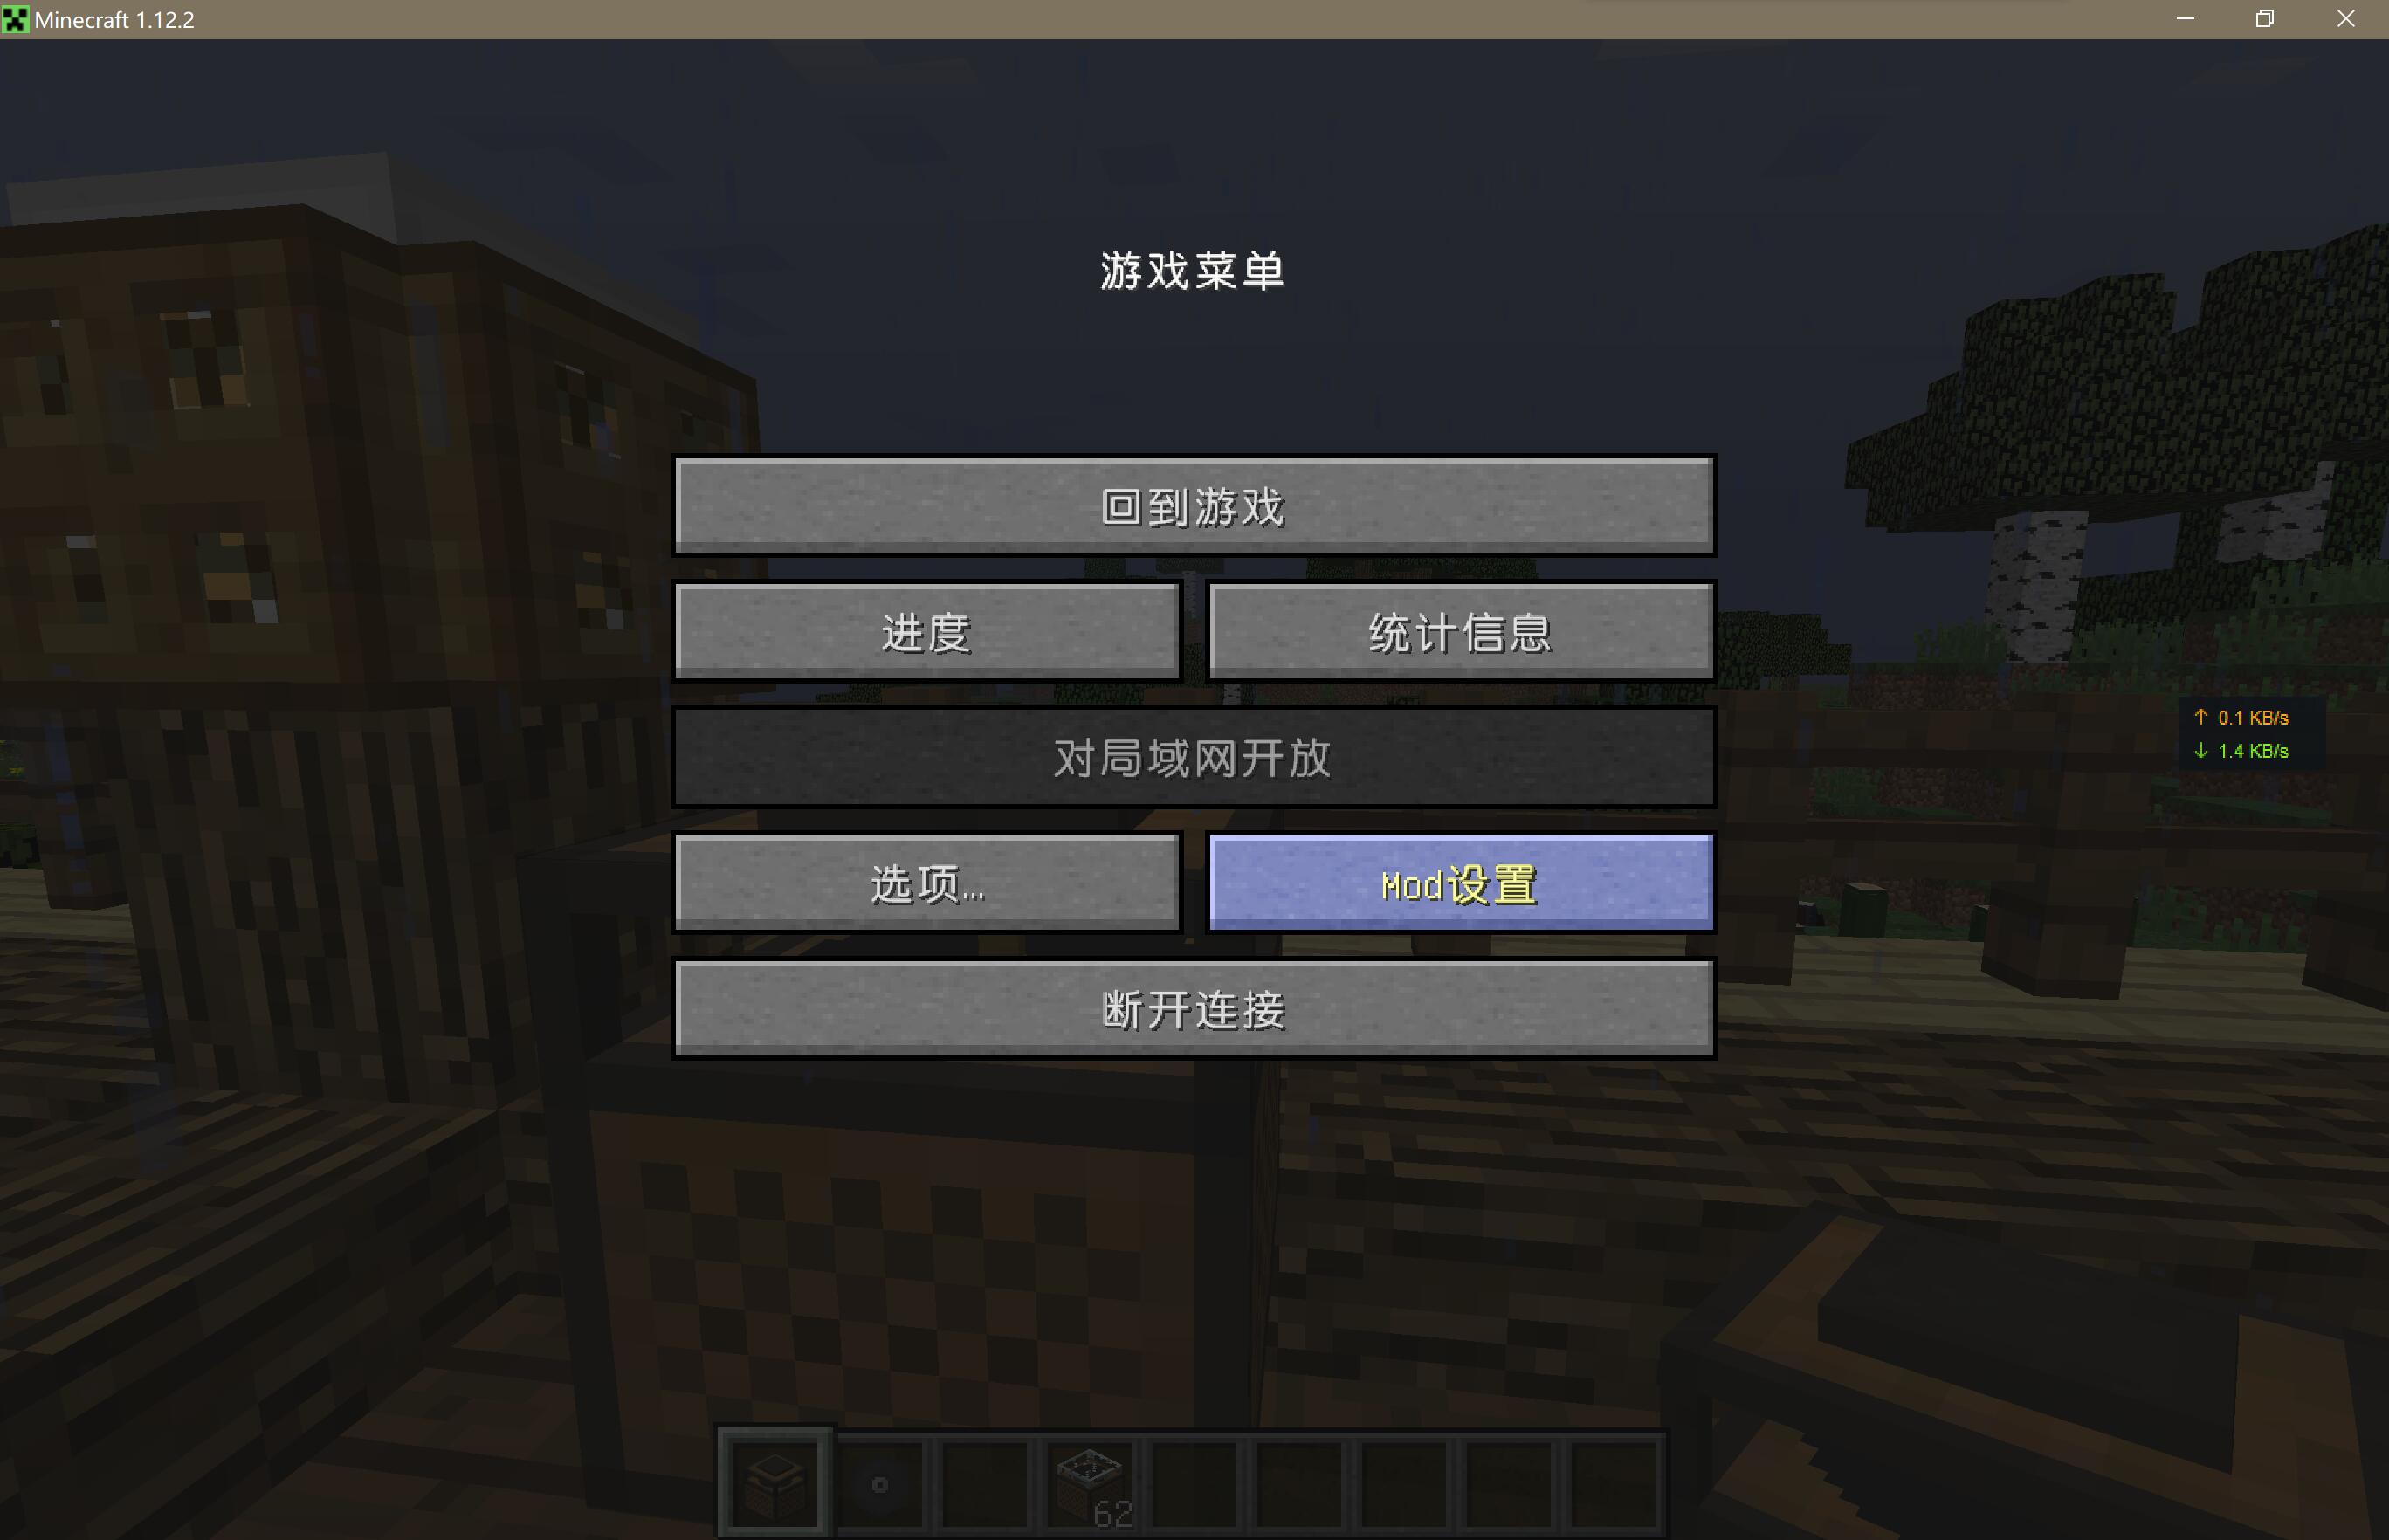 Minecraft 1.12.2
游戏菜单
回到游戏
进度
统计信息
对局域网开放
↑ 0.1 KB/s
↓ 1.4 KB/s
选项...
Mod设置
断开连接
62